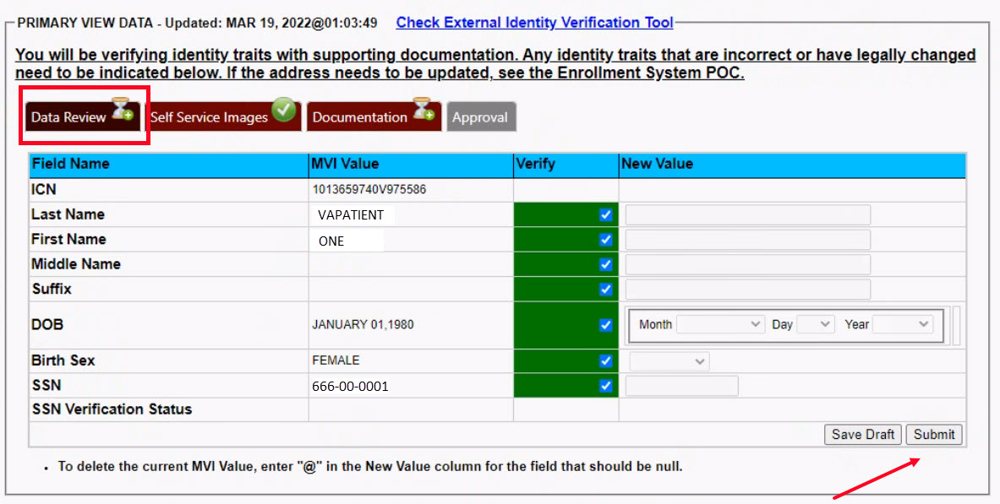 PRIMARY VIEW DATA - Updated: MAR 19, 2022@01:03:49 Check External Identity Verification Tool
You will be verifying identity traits with supporting documentation. Any identity traits that are incorrect or have legally changed
need to be indicated below. If the address needs to be updated, see the Enrollment System POC.
Data Review Self Service Images Documentation Approval
Field Name MVI Value Verify New Value
ICN 1013659740V975586
Last Name VAPATIENT
First Name ONE
Middle Name
Suffix
DOB JANUARY 01,1980 Month Day Year
Birth Sex FEMALE
SSN 666-00-0001
SSN Verification Status
Save Draft Submit
• To delete the current MVI Value, enter "@" in the New Value column for the field that should be null.